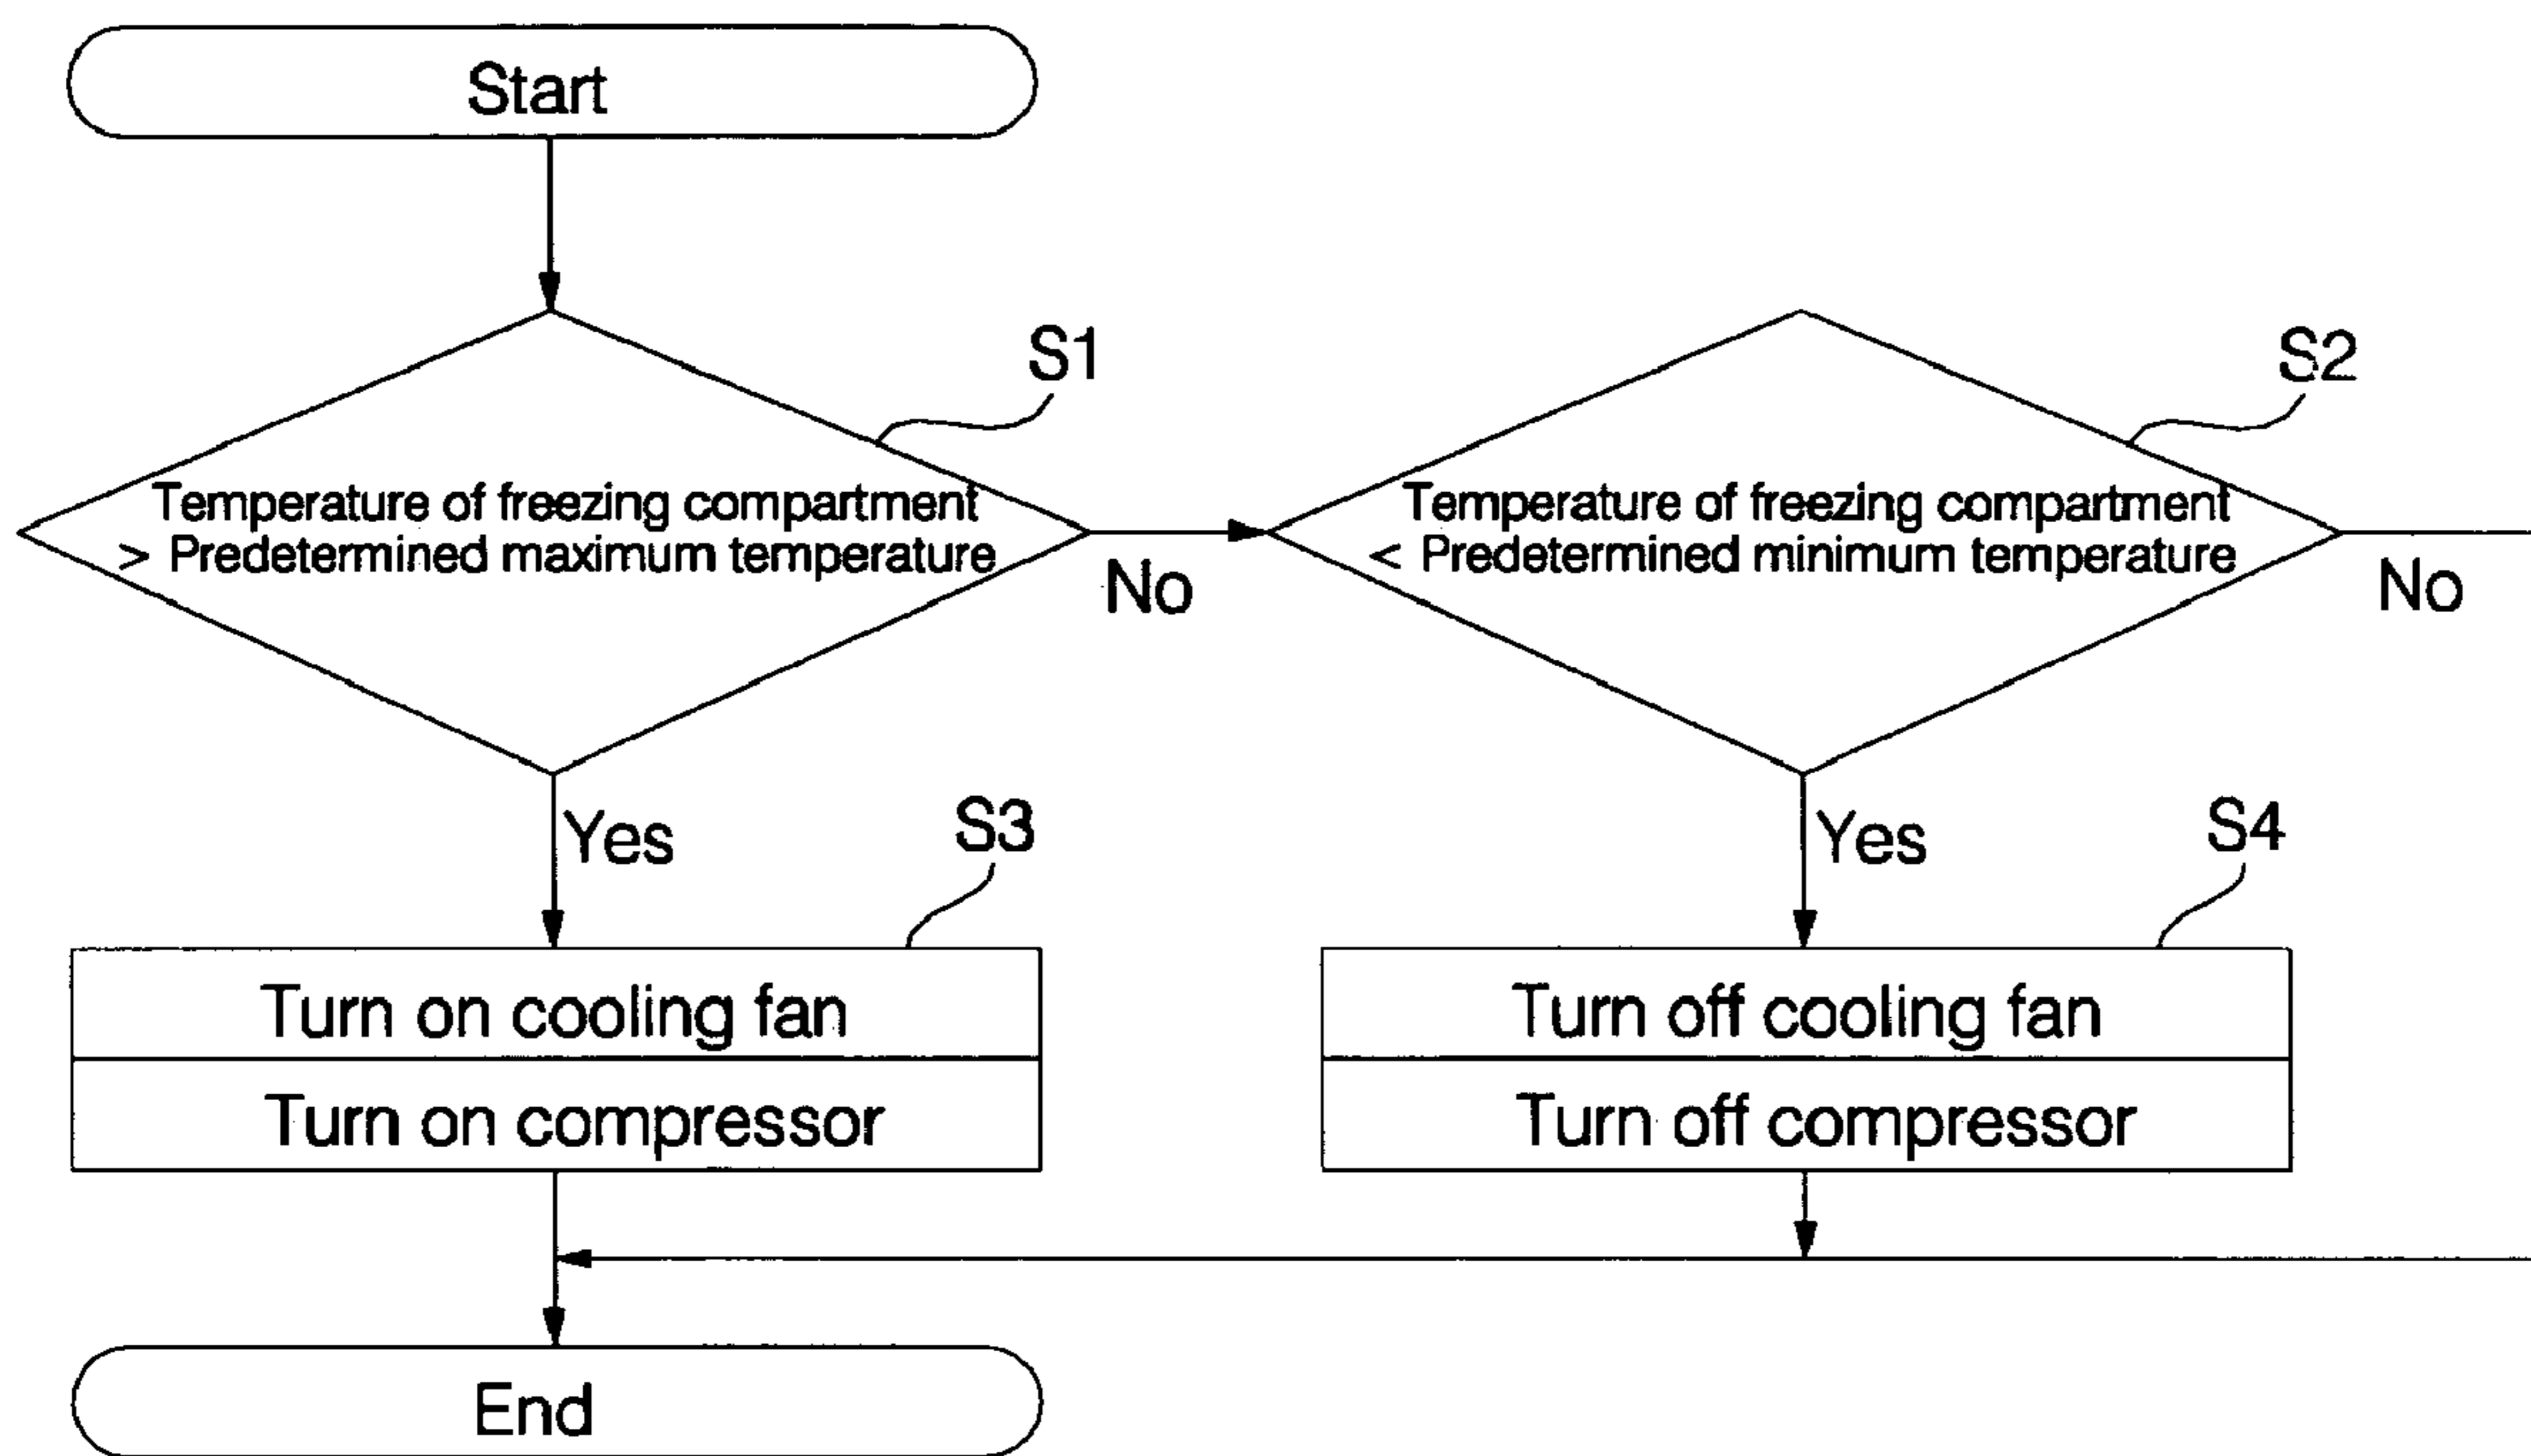 Start
S1
Temperature of freezing compartment
> Predetermined maximum temperature
No
S2
Temperature of freezing compartment
< Predetermined minimum temperature
No
Yes
S3
Turn on cooling fan
Turn on compressor
Yes
S4
Turn off cooling fan
Turn off compressor
End